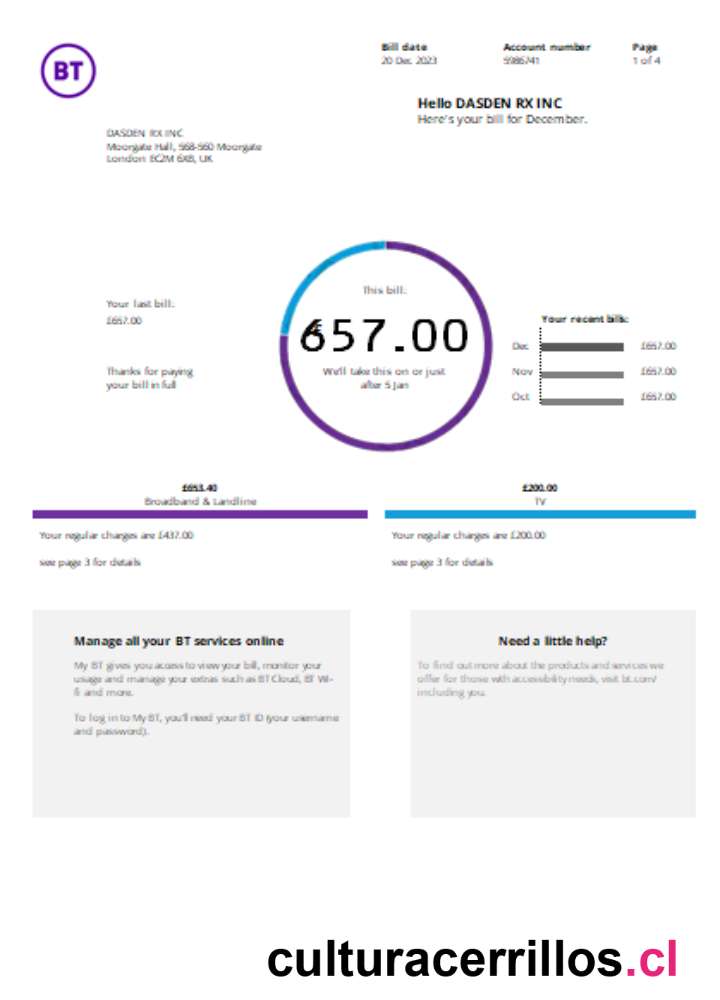 BT
Bill date
20 Dec 2023
Account number
5986741
Page
1 of 4
Hello DASDEN RX INC
Here's your bill for December.
DASDEN RX INC
Moorgate Hall, 568-560 Moorgate
London EC2M 6XB, UK
Your last bill:
£657.00
Thanks for paying
your bill in full
This bill:
657.00
We'll take this on or just
after 5 Jan
Your recent bills:
Dec £657.00
Nov £657.00
Oct £657.00
£653.40
Broadband & Landline
Your regular charges are £437.00
see page 3 for details
£200.00
TV
Your regular charges are £200.00
see page 3 for details
Manage all your BT services online
My BT gives you access to view your bill, monitor your
usage and manage your extras such as BT Cloud, BT Wi-
fi and more.
To log in to My BT, you'll need your BT ID (your username
and password).
Need a little help?
To find out more about the products and services we
offer for those with accessibility needs, visit bt.com/
including you.
culturacerrillos.cl